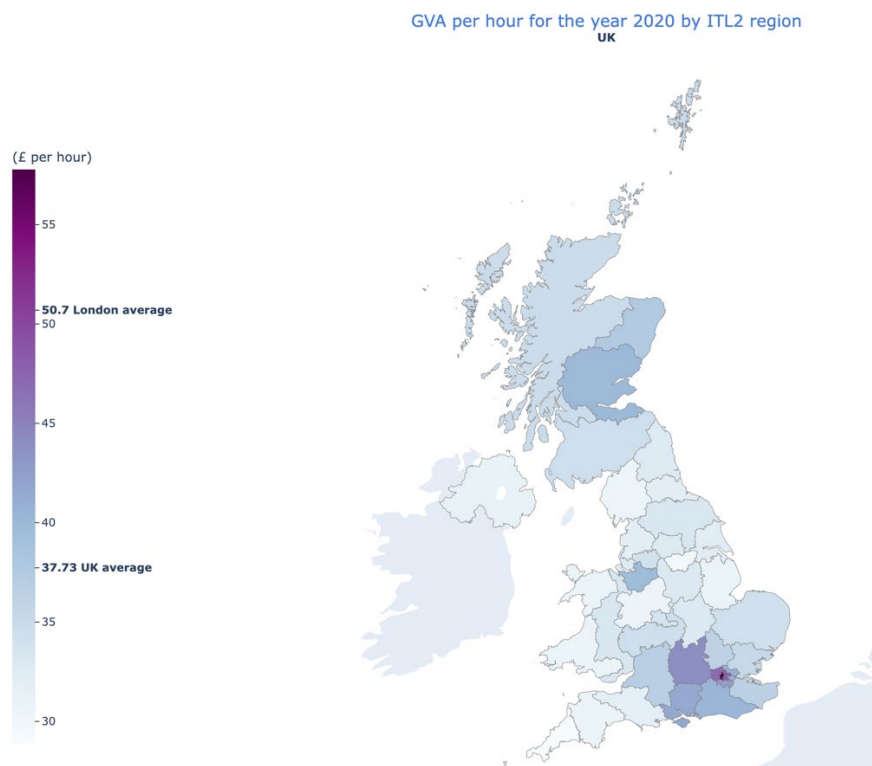 GVA per hour for the year 2020 by ITL2 region
UK
(£ per hour)
55
50.7 London average
50
45
40
37.73 UK average
35
30